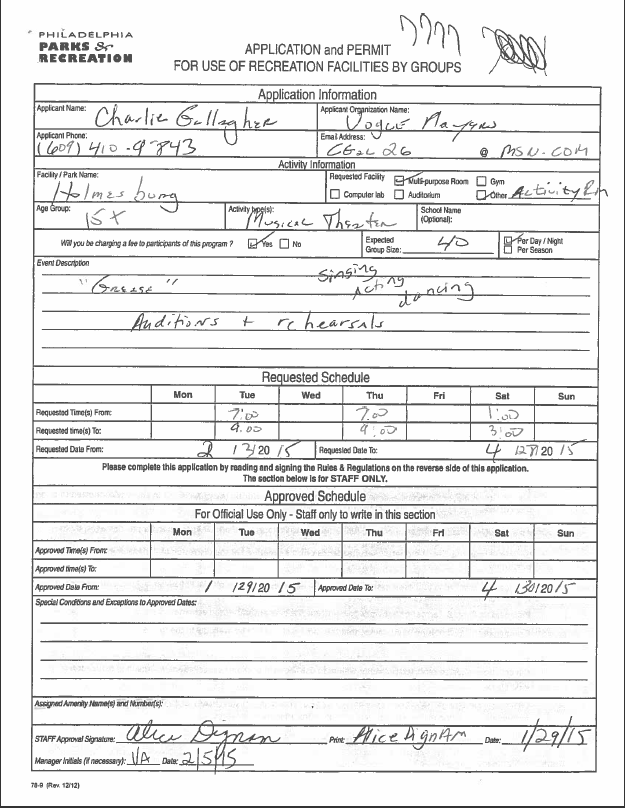 PHILADELPHIA
PARKS &
RECREATION
7777
APPLICATION and PERMIT
FOR USE OF RECREATION FACILITIES BY GROUPS
Application Information
Applicant Name: Charlie Gallagher Applicant Organization Name: Vogue Players
Applicant Phone: (609) 410-9843 Email Address: @ MSN.COM
Activity Information
Facility / Park Name: Holmesburg Requested Facility Multi-purpose Room Gym
Computer lab Auditorium Other Activity Rm
Age Group: 15+ Activity type(s): Musical Theater School Name (Optional):
Will you be charging a fee to participants of this program? Yes No Expected Group Size: 40 Per Day / Night
Per Season
Event Description
"Grease" Singing
Acting
dancing
Auditions + rehearsals
Requested Schedule
Mon Tue Wed Thu Fri Sat Sun
Requested Time(s) From: 7:00 7:00 1:00
Requested time(s) To: 9:00 9:00 3:00
Requested Date From: 2 /3/20 15 Requested Date To: 4 /28/20 15
Please complete this application by reading and signing the Rules & Regulations on the reverse side of this application.
The section below is for STAFF ONLY.
Approved Schedule
For Official Use Only - Staff only to write in this section
Mon Tue Wed Thu Fri Sat Sun
Approved Time(s) From:
Approved time(s) To:
Approved Date From: 1 /29/20 15 Approved Date To: 4 /30/20 15
Special Conditions and Exceptions to Approved Dates:
Assigned Amenity Name(s) and Number(s):
STAFF Approval Signature: Alice Dignam Print: Alice Dignam Date: 1/29/15
Manager Initials (if necessary): VA Date: 2/5/15
78-9 (Rev. 12/12)